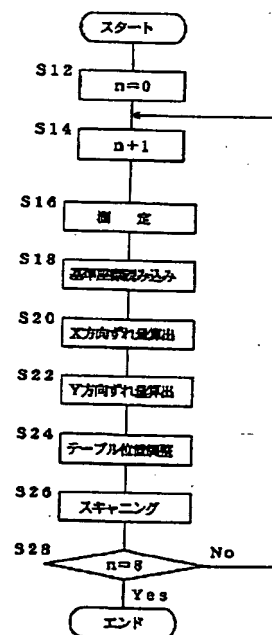 スタート
S12
n=0
S14
n+1
S16
測 定
S18
基準座標読み込み
S20
X方向ずれ量算出
S22
Y方向ずれ量算出
S24
テーブル位置調整
S26
スキャニング
S28
n=8
No
Yes
エンド